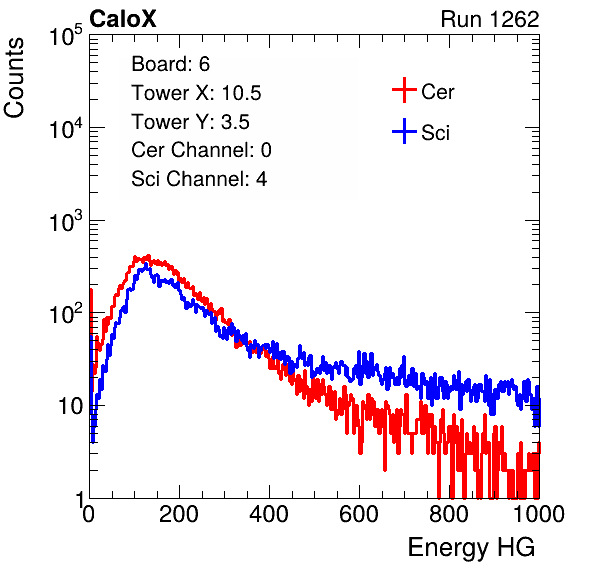 CaloX Run 1262
Counts
10^5
10^4
10^3
10^2
10
1
Board: 6
Tower X: 10.5
Tower Y: 3.5
Cer Channel: 0
Sci Channel: 4
Cer
Sci
0 200 400 600 800 1000
Energy HG